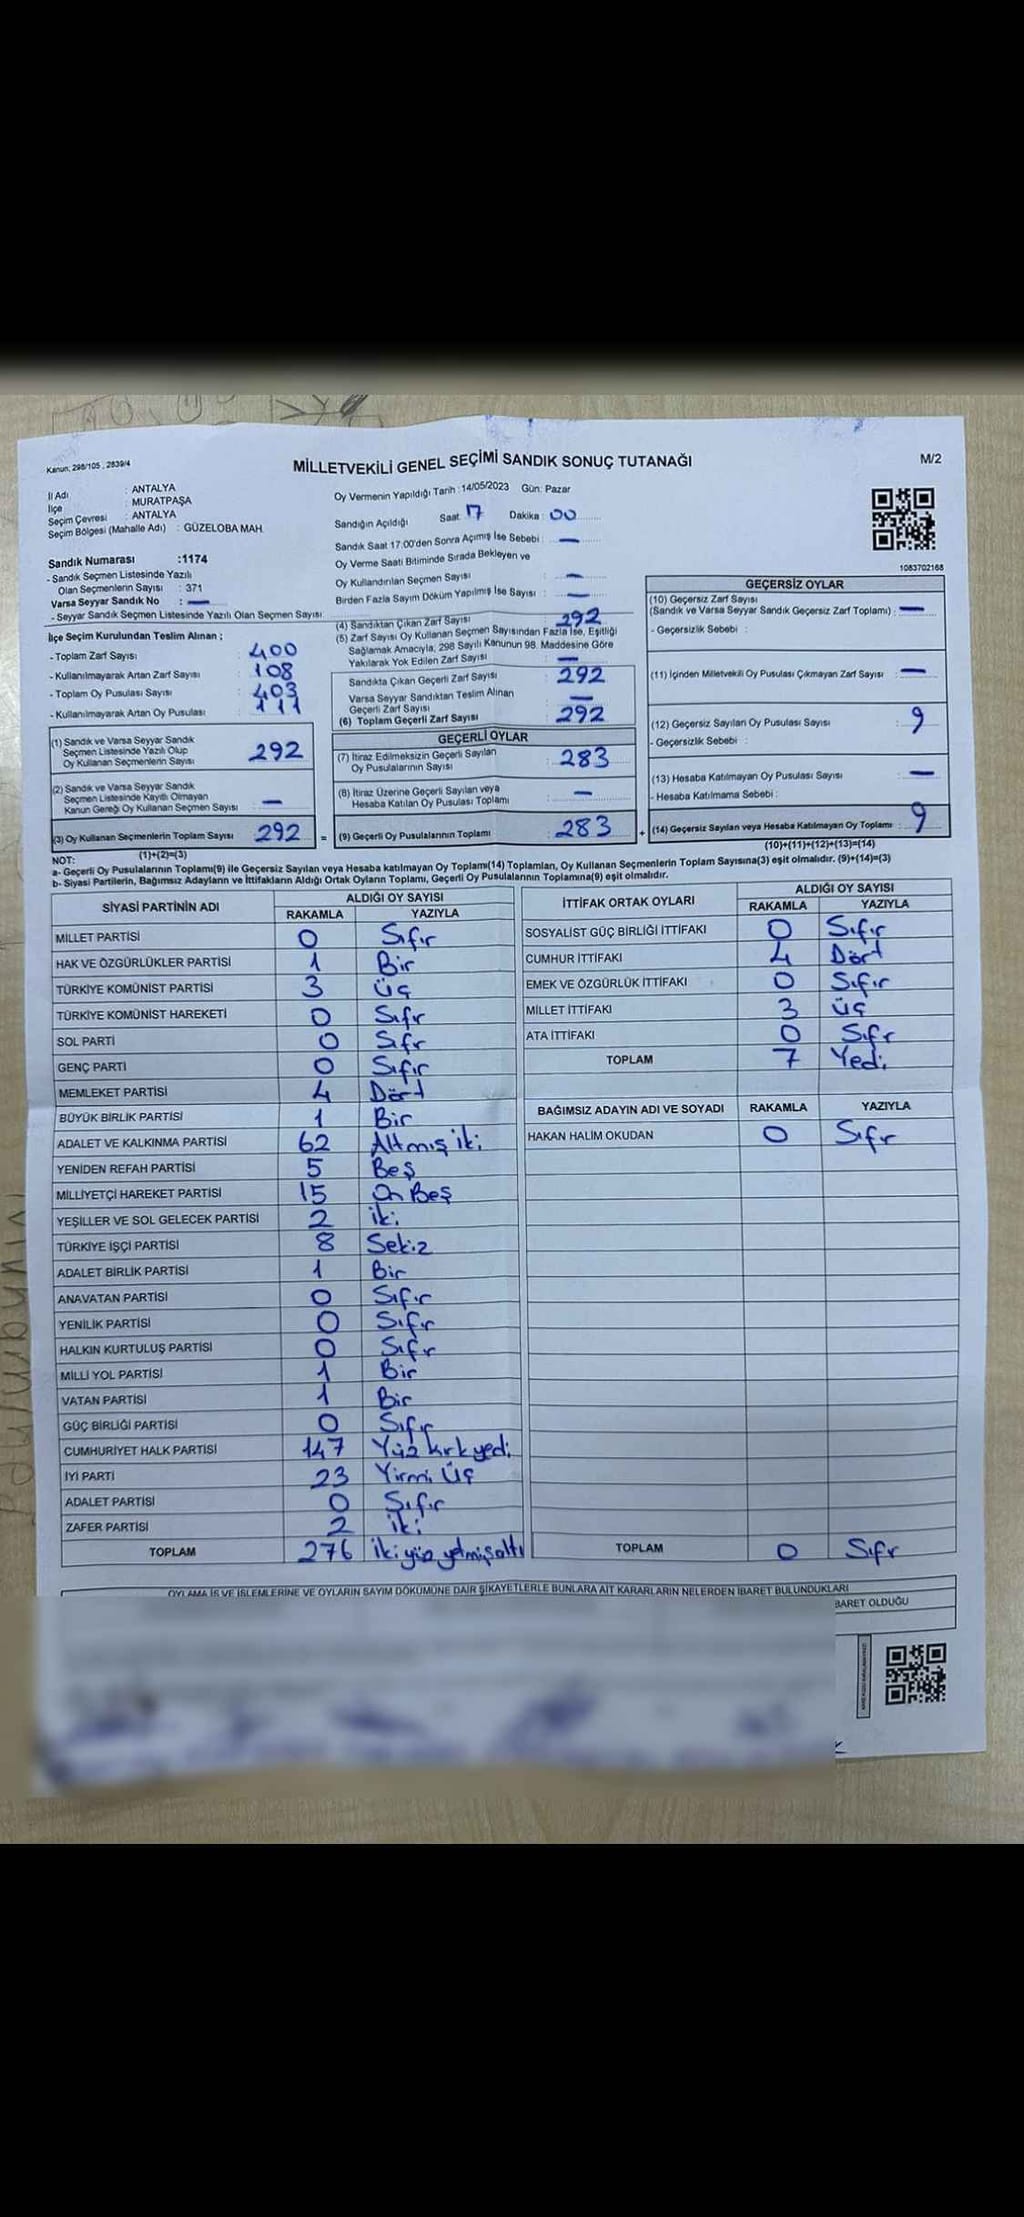 Kanun: 298/105 , 2839/4
MİLLETVEKİLİ GENEL SEÇİMİ SANDIK SONUÇ TUTANAĞI
M/2
İl Adı : ANTALYA
İlçe : MURATPAŞA
Seçim Çevresi : ANTALYA
Seçim Bölgesi (Mahalle Adı) : GÜZELOBA MAH.
Sandık Numarası :1174
- Sandık Seçmen Listesinde Yazılı
Olan Seçmenlerin Sayısı : 371
Varsa Seyyar Sandık No : —
- Seyyar Sandık Seçmen Listesinde Yazılı Olan Seçmen Sayısı:
İlçe Seçim Kurulundan Teslim Alınan ;
- Toplam Zarf Sayısı : 400
- Kullanılmayarak Artan Zarf Sayısı : 108
- Toplam Oy Pusulası Sayısı : 403
- Kullanılmayarak Artan Oy Pusulası : 111
(1) Sandık ve Varsa Seyyar Sandık
Seçmen Listesinde Yazılı Olup
Oy Kullanan Seçmenlerin Sayısı : 292
(2) Sandık ve Varsa Seyyar Sandık
Seçmen Listesinde Kayıtlı Olmayan
Kanun Gereği Oy Kullanan Seçmen Sayısı : —
(3) Oy Kullanan Seçmenlerin Toplam Sayısı : 292 =
(1)+(2)=(3)
Oy Vermenin Yapıldığı Tarih : 14/05/2023 Gün: Pazar
Sandığın Açıldığı Saat: 17 Dakika : 00
Sandık Saat 17:00'den Sonra Açımış İse Sebebi : —
Oy Verme Saati Bitiminde Sırada Bekleyen ve
Oy Kullandırılan Seçmen Sayısı : —
Birden Fazla Sayım Döküm Yapılmış İse Sayısı : —
(4) Sandıktan Çıkan Zarf Sayısı : 292
(5) Zarf Sayısı Oy Kullanan Seçmen Sayısından Fazla İse, Eşitliği
Sağlamak Amacıyla, 298 Sayılı Kanunun 98. Maddesine Göre
Yakılarak Yok Edilen Zarf Sayısı : —
Sandıkta Çıkan Geçerli Zarf Sayısı : 292
Varsa Seyyar Sandıktan Teslim Alınan
Geçerli Zarf Sayısı : —
(6) Toplam Geçerli Zarf Sayısı : 292
GEÇERLİ OYLAR
(7) İtiraz Edilmeksizin Geçerli Sayılan
Oy Pusulalarının Sayısı : 283
(8) İtiraz Üzerine Geçerli Sayılan veya
Hesaba Katılan Oy Pusulası Toplamı : —
(9) Geçerli Oy Pusulalarının Toplamı : 283 +
1083702168
GEÇERSİZ OYLAR
(10) Geçersiz Zarf Sayısı
(Sandık ve Varsa Seyyar Sandık Geçersiz Zarf Toplamı) : —
- Geçersizlik Sebebi :
(11) İçinden Milletvekili Oy Pusulası Çıkmayan Zarf Sayısı : —
(12) Geçersiz Sayılan Oy Pusulası Sayısı : 9
- Geçersizlik Sebebi :
(13) Hesaba Katılmayan Oy Pusulası Sayısı : —
- Hesaba Katılmama Sebebi :
(14) Geçersiz Sayılan veya Hesaba Katılmayan Oy Toplamı : 9
(10)+(11)+(12)+(13)=(14)
NOT:
a- Geçerli Oy Pusulalarının Toplamı(9) ile Geçersiz Sayılan veya Hesaba katılmayan Oy Toplamı(14) Toplamları, Oy Kullanan Seçmenlerin Toplam Sayısına(3) eşit olmalıdır. (9)+(14)=(3)
b- Siyasi Partilerin, Bağımsız Adayların ve İttifakların Aldığı Ortak Oyların Toplamı, Geçerli Oy Pusulalarının Toplamına(9) eşit olmalıdır.
SİYASİ PARTİNİN ADI ALDIĞI OY SAYISI
RAKAMLA YAZIYLA
MİLLET PARTİSİ 0 Sıfır
HAK VE ÖZGÜRLÜKLER PARTİSİ 1 Bir
TÜRKİYE KOMÜNİST PARTİSİ 3 Üç
TÜRKİYE KOMÜNİST HAREKETİ 0 Sıfır
SOL PARTİ 0 Sıfır
GENÇ PARTİ 0 Sıfır
MEMLEKET PARTİSİ 4 Dört
BÜYÜK BİRLİK PARTİSİ 1 Bir
ADALET VE KALKINMA PARTİSİ 62 Altmış iki
YENİDEN REFAH PARTİSİ 5 Beş
MİLLİYETÇİ HAREKET PARTİSİ 15 On Beş
YEŞİLLER VE SOL GELECEK PARTİSİ 2 iki
TÜRKİYE İŞÇİ PARTİSİ 8 Sekiz
ADALET BİRLİK PARTİSİ 1 Bir
ANAVATAN PARTİSİ 0 Sıfır
YENİLİK PARTİSİ 0 Sıfır
HALKIN KURTULUŞ PARTİSİ 0 Sıfır
MİLLİ YOL PARTİSİ 1 Bir
VATAN PARTİSİ 1 Bir
GÜÇ BİRLİĞİ PARTİSİ 0 Sıfır
CUMHURİYET HALK PARTİSİ 147 Yüz kırk yedi
İYİ PARTİ 23 Yirmi Üç
ADALET PARTİSİ 0 Sıfır
ZAFER PARTİSİ 2 iki
TOPLAM 276 iki yüz yetmiş altı
İTTİFAK ORTAK OYLARI ALDIĞI OY SAYISI
RAKAMLA YAZIYLA
SOSYALİST GÜÇ BİRLİĞİ İTTİFAKI 0 Sıfır
CUMHUR İTTİFAKI 4 Dört
EMEK VE ÖZGÜRLÜK İTTİFAKI 0 Sıfır
MİLLET İTTİFAKI 3 Üç
ATA İTTİFAKI 0 Sıfır
TOPLAM 7 Yedi
BAĞIMSIZ ADAYIN ADI VE SOYADI RAKAMLA YAZIYLA
HAKAN HALİM OKUDAN 0 Sıfır
TOPLAM 0 Sıfır
OYLAMA İŞ VE İŞLEMLERİNE VE OYLARIN SAYIM DÖKÜMÜNE DAİR ŞİKAYETLERLE BUNLARA AİT KARARLARIN NELERDEN İBARET BULUNDUKLARI
BARET OLDUĞU